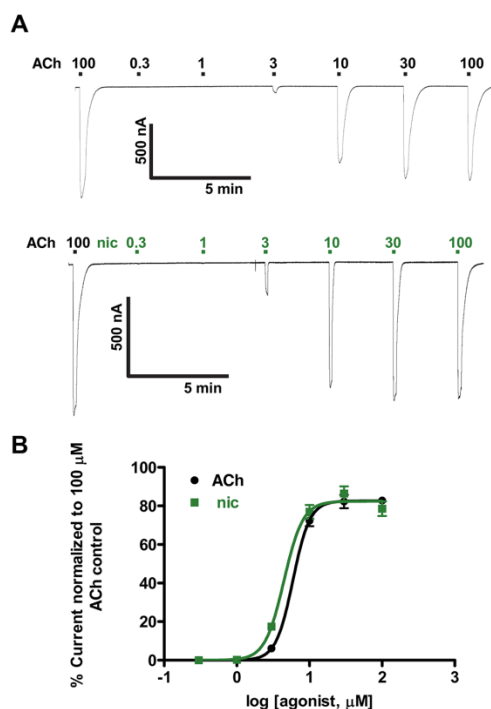 A
ACh 100 0.3 1 3 10 30 100
500 nA
5 min
ACh 100 nic 0.3 1 3 10 30 100
500 nA
5 min
B
% Current normalized to 100 μM
ACh control
100
80
60
40
20
0
ACh
nic
-1 0 1 2 3
log [agonist, μM]